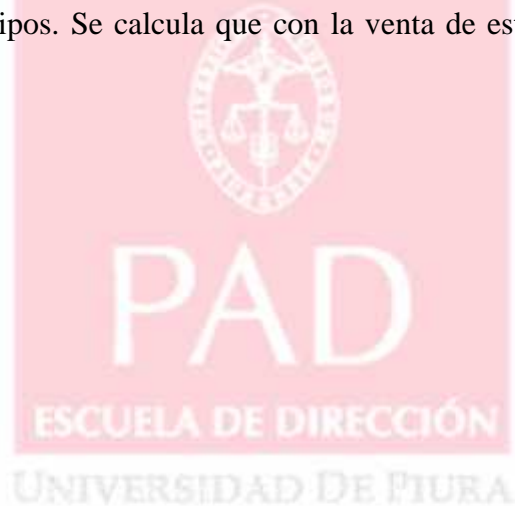 ipos. Se calcula que con la venta de es
PAD
ESCUELA DE DIRECCIÓN
UNIVERSIDAD DE PIURA